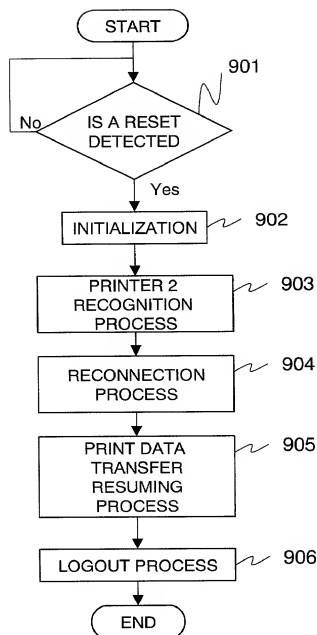 START
901
No
IS A RESET
DETECTED
Yes
INITIALIZATION
902
PRINTER 2
RECOGNITION
PROCESS
903
RECONNECTION
PROCESS
904
PRINT DATA
TRANSFER
RESUMING
PROCESS
905
LOGOUT PROCESS
906
END